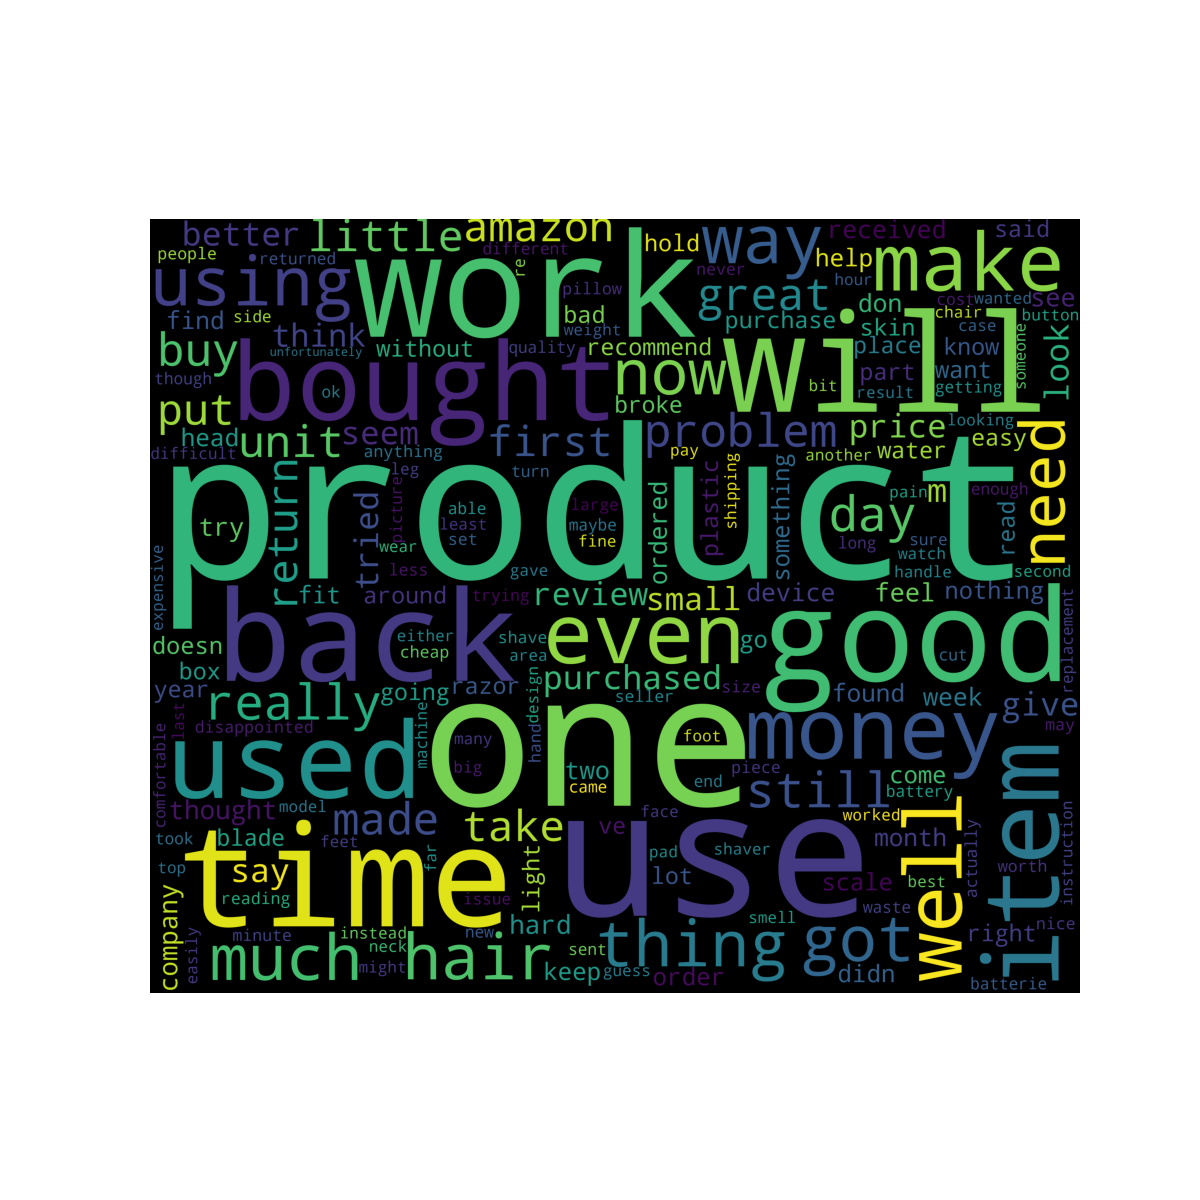 better little amazon way received said
people returned different hold help make
using work re pillow never hour great don cost wanted see
find side think bad weight purchase skin chair case button
buy unfortunately without quality recommend place know someone look
though bought ok now will bit part want getting result
put broke
head unit seem first problem price looking easy
difficult anything leg turn pay another water need
return tried picture product able least set large maybe fine ordered plastic shipping something day pain m enough read
try wear long sure watch
expensive less gave handle second
fit around trying review small device feel nothing
doesn back either cheap shave area even go good cut replacement
box
year really going razor purchased seller size found week give
last disappointed machine one hand design foot money may
comfortable used many big two came end piece still come battery item
thought model made take ve face worked month
took blade feet far use pad shaver well actually worth instruction
top say time light lot scale best
reading issue waste
company easily minute instead new hard smell right nice
much neck hair sent thing got
might keep guess order didn batterie